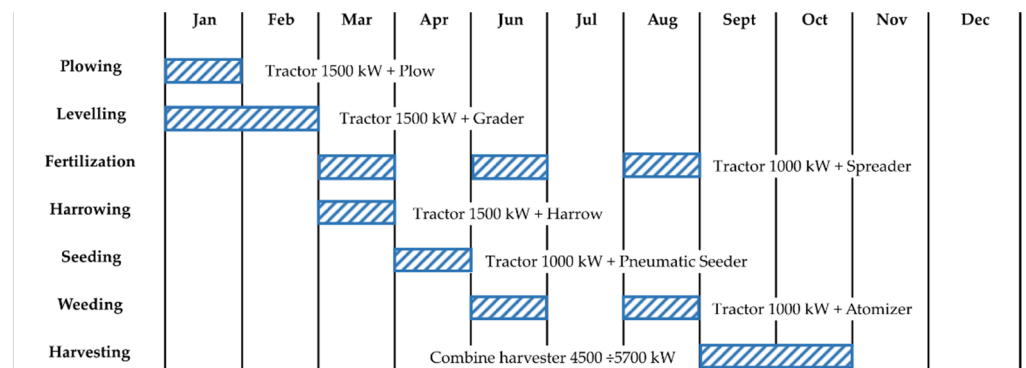 Jan Feb Mar Apr Jun Jul Aug Sept Oct Nov Dec
Plowing Tractor 1500 kW + Plow
Levelling Tractor 1500 kW + Grader
Fertilization Tractor 1000 kW + Spreader
Harrowing Tractor 1500 kW + Harrow
Seeding Tractor 1000 kW + Pneumatic Seeder
Weeding Tractor 1000 kW + Atomizer
Harvesting Combine harvester 4500 ÷5700 kW